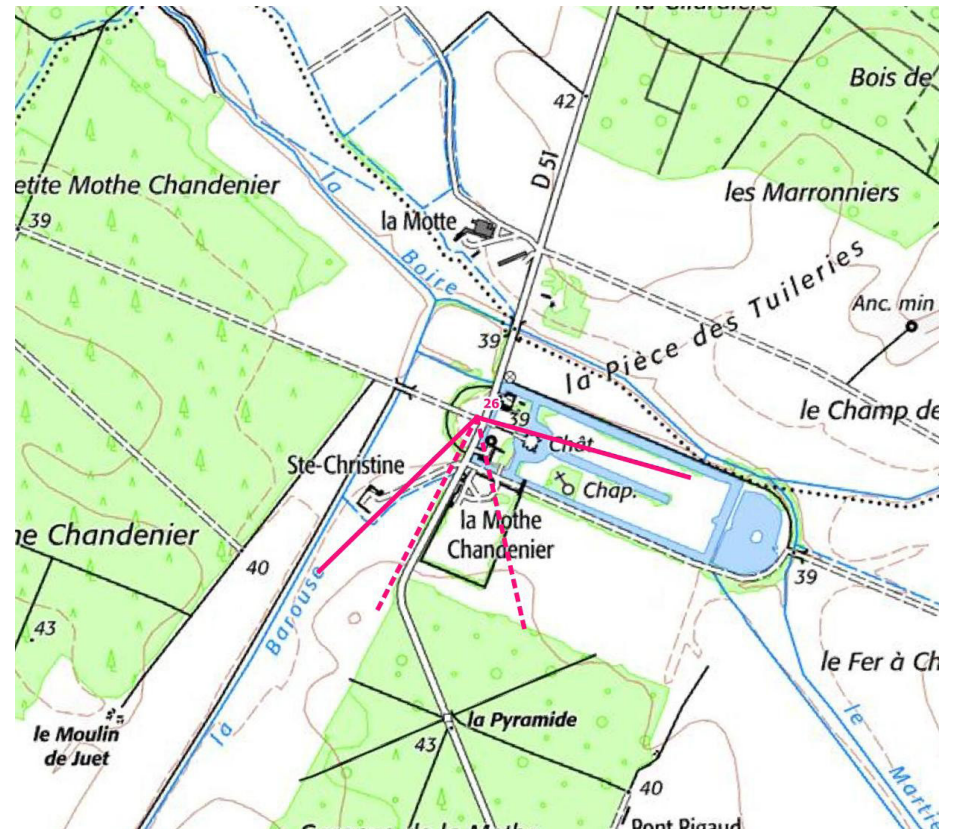 Bois de
42
D 51
etite Mothe Chandenier
les Marronniers
39
la Motte
la Boire
la Pièce des Tuileries
Anc. min
39
26
39
le Champ de
Chât.
Ste-Christine
Chap.
la Mothe
Chandenier
ne Chandenier
40
39
la Barouse
43
le Fer à Ch
la Pyramide
le Moulin
de Juet
43
le Martie
40
Pont Rigaud